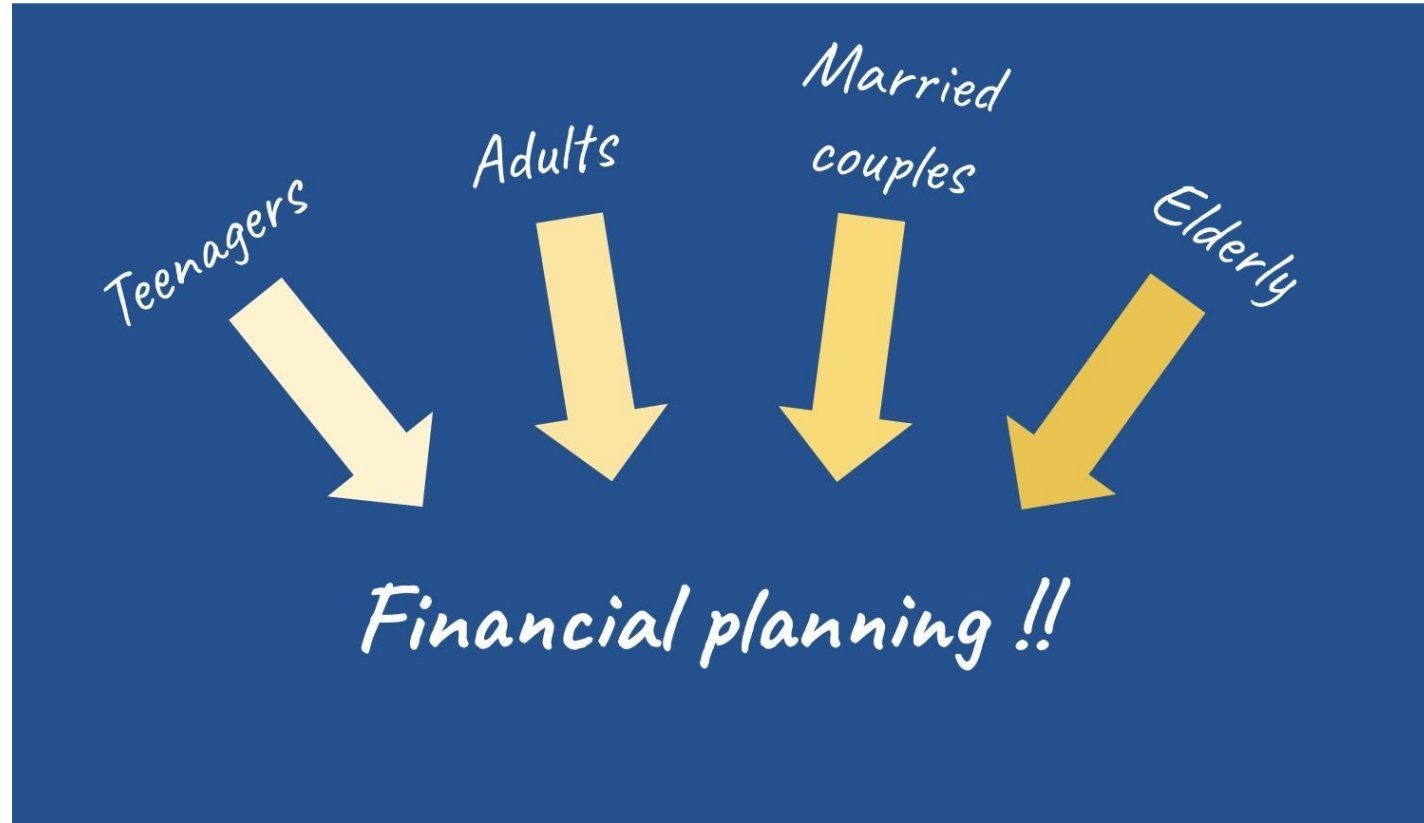 Teenagers
Adults
Married
couples
Elderly
Financial planning !!